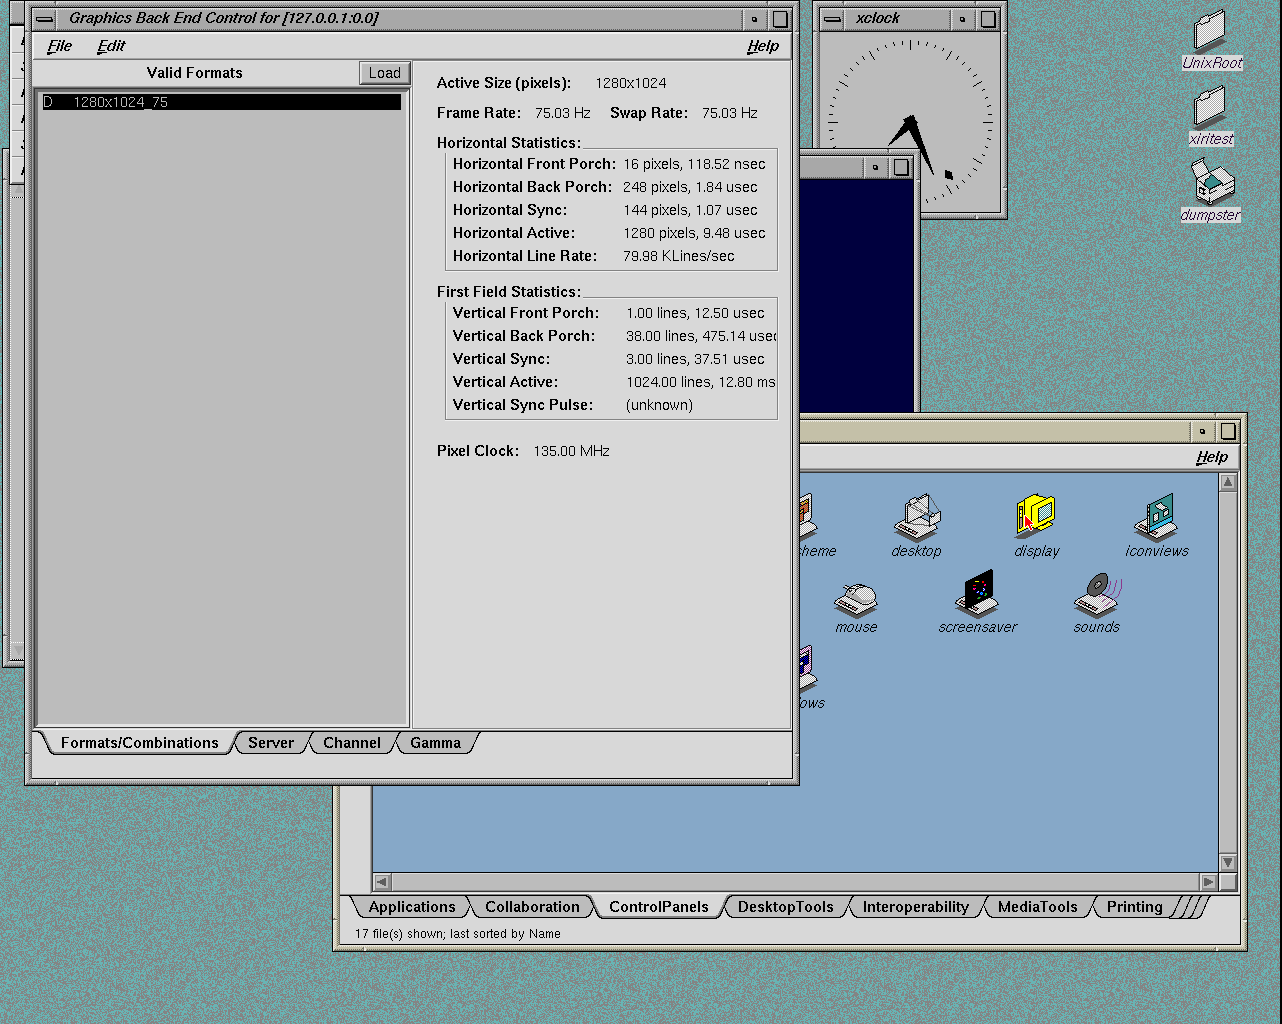 Graphics Back End Control for [127.0.0.1:0.0]
File Edit Help
Valid Formats Load
D 1280x1024_75
Active Size (pixels): 1280x1024
Frame Rate: 75.03 Hz Swap Rate: 75.03 Hz
Horizontal Statistics:
Horizontal Front Porch: 16 pixels, 118.52 nsec
Horizontal Back Porch: 248 pixels, 1.84 usec
Horizontal Sync: 144 pixels, 1.07 usec
Horizontal Active: 1280 pixels, 9.48 usec
Horizontal Line Rate: 79.98 KLines/sec
First Field Statistics:
Vertical Front Porch: 1.00 lines, 12.50 usec
Vertical Back Porch: 38.00 lines, 475.14 usec
Vertical Sync: 3.00 lines, 37.51 usec
Vertical Active: 1024.00 lines, 12.80 ms
Vertical Sync Pulse: (unknown)
Pixel Clock: 135.00 MHz
Formats/Combinations Server Channel Gamma
xclock
UnixRoot
xiritest
dumpster
Help
heme desktop display iconviews
mouse screensaver sounds
ows
Applications Collaboration ControlPanels DesktopTools Interoperability MediaTools Printing
17 file(s) shown; last sorted by Name